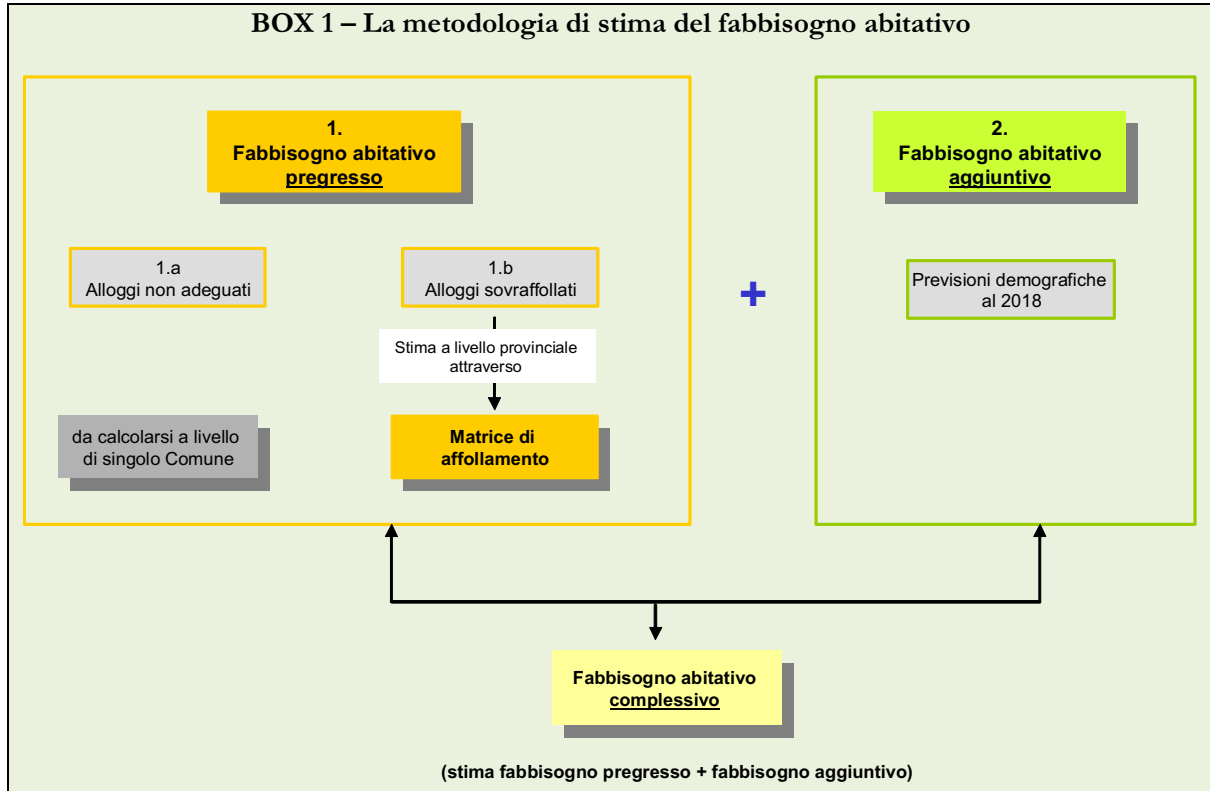 BOX 1 – La metodologia di stima del fabbisogno abitativo
1.
Fabbisogno abitativo
pregresso
2.
Fabbisogno abitativo
aggiuntivo
1.a
Alloggi non adeguati
1.b
Alloggi sovraffollati
+
Previsioni demografiche
al 2018
Stima a livello provinciale
attraverso
da calcolarsi a livello
di singolo Comune
Matrice di
affollamento
Fabbisogno abitativo
complessivo
(stima fabbisogno pregresso + fabbisogno aggiuntivo)